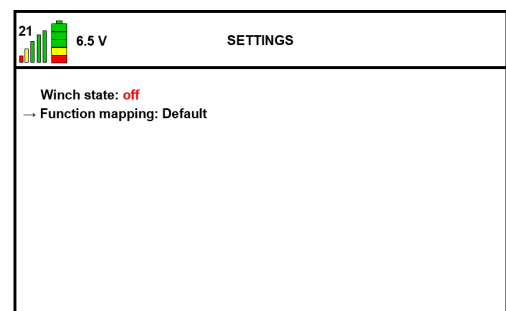 21
6.5 V
SETTINGS
Winch state: off
→ Function mapping: Default